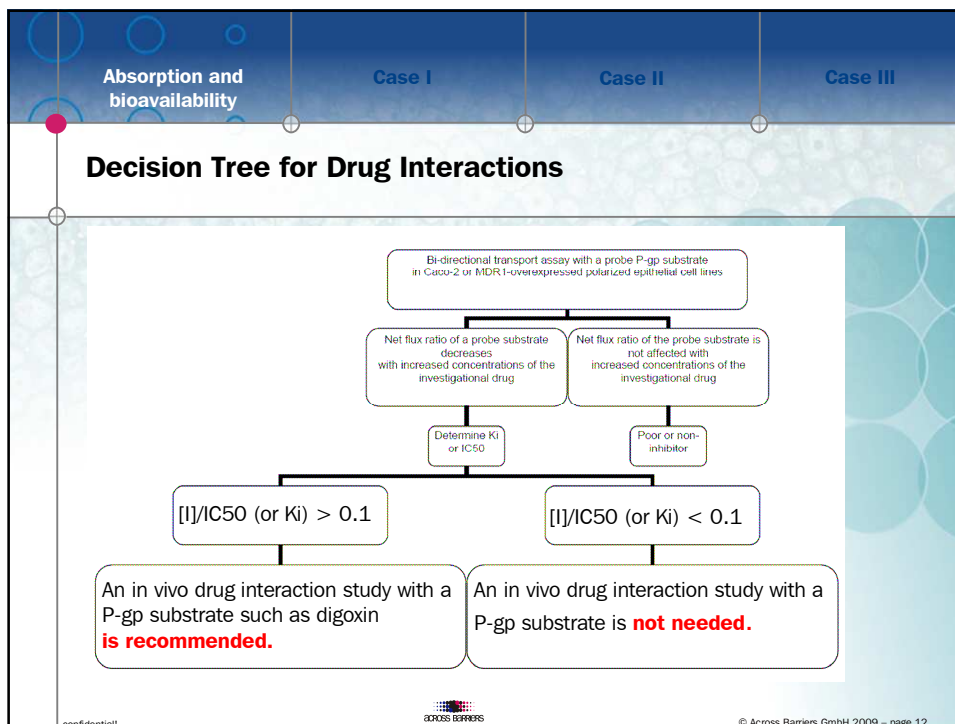 Absorption and
bioavailability
Case I
Case II
Case III
Decision Tree for Drug Interactions
Bi-directional transport assay with a probe P-gp substrate
in Caco-2 or MDR1-overexpressed polarized epithelial cell lines
Net flux ratio of a probe substrate
decreases
with increased concentrations of the
investigational drug
Net flux ratio of the probe substrate is
not affected with
increased concentrations of the
investigational drug
Determine Ki
or IC50
Poor or non-
inhibitor
[I]/IC50 (or Ki) > 0.1
[I]/IC50 (or Ki) < 0.1
An in vivo drug interaction study with a
P-gp substrate such as digoxin
is recommended.
An in vivo drug interaction study with a
P-gp substrate is not needed.
confidential!
ACROSS BARRIERS
© Across Barriers GmbH 2009 – page 12